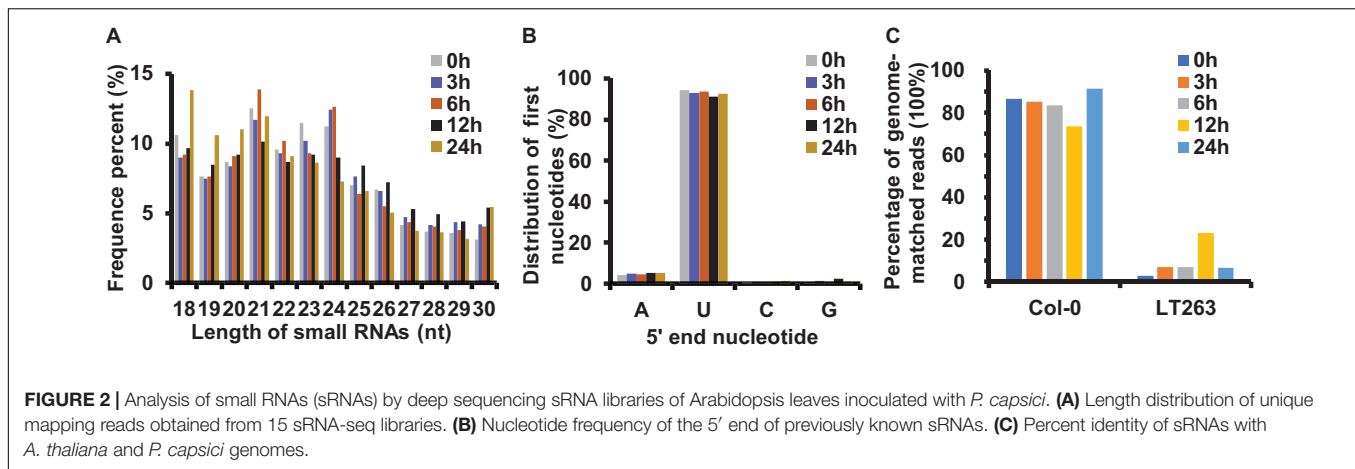 A
Frequence percent (%)
15
10
5
0
0h
3h
6h
12h
24h
18 19 20 21 22 23 24 25 26 27 28 29 30
Length of small RNAs (nt)
B
Distribution of first
nucleotides (%)
100
80
60
40
20
0
0h
3h
6h
12h
24h
A U C G
5' end nucleotide
C
Percentage of genome-
matched reads (100%)
100
80
60
40
20
0
0h
3h
6h
12h
24h
Col-0 LT263
FIGURE 2 | Analysis of small RNAs (sRNAs) by deep sequencing sRNA libraries of Arabidopsis leaves inoculated with P. capsici. (A) Length distribution of unique
mapping reads obtained from 15 sRNA-seq libraries. (B) Nucleotide frequency of the 5′ end of previously known sRNAs. (C) Percent identity of sRNAs with
A. thaliana and P. capsici genomes.